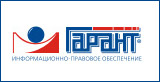 ГАРАНТ®
ИНФОРМАЦИОННО-ПРАВОВОЕ ОБЕСПЕЧЕНИЕ